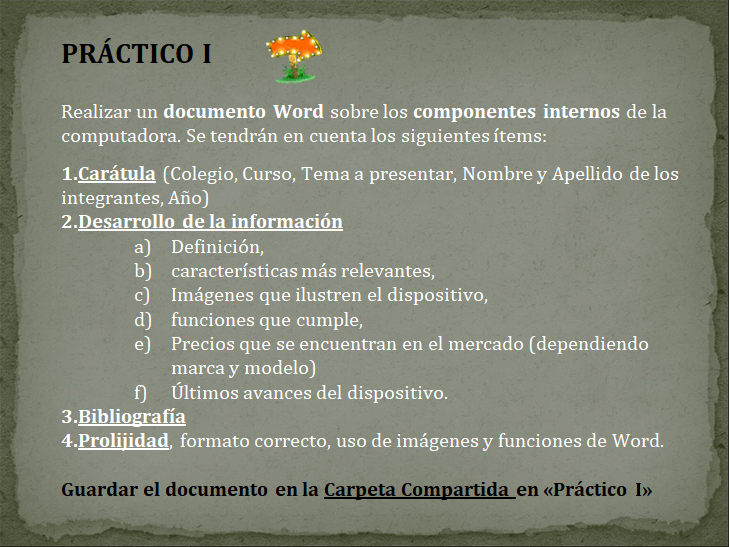 PRÁCTICO I
Realizar un documento Word sobre los componentes internos de la
computadora. Se tendrán en cuenta los siguientes ítems:
1.Carátula (Colegio, Curso, Tema a presentar, Nombre y Apellido de los
integrantes, Año)
2.Desarrollo de la información
a) Definición,
b) características más relevantes,
c) Imágenes que ilustren el dispositivo,
d) funciones que cumple,
e) Precios que se encuentran en el mercado (dependiendo
marca y modelo)
f) Últimos avances del dispositivo.
3.Bibliografía
4.Prolijidad, formato correcto, uso de imágenes y funciones de Word.
Guardar el documento en la Carpeta Compartida en «Práctico I»